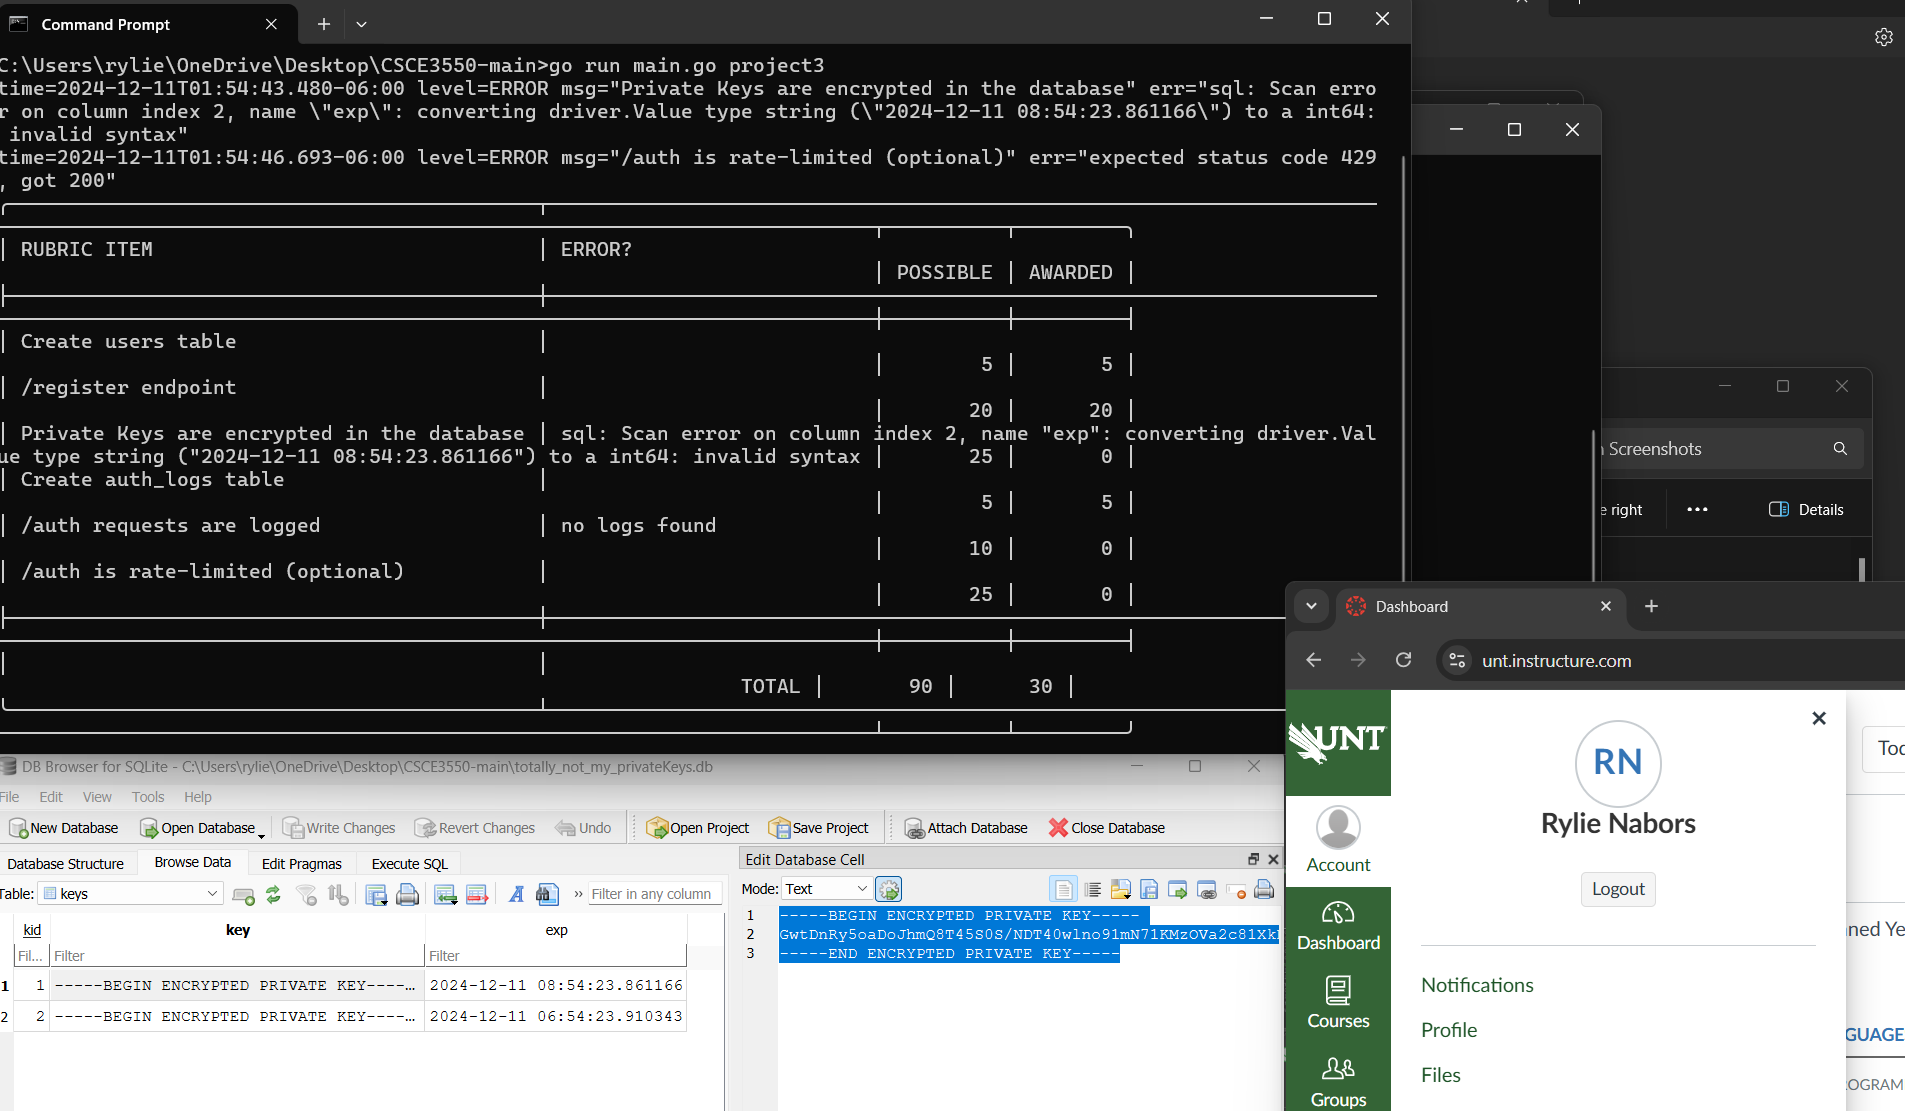 Command Prompt
C:\Users\rylie\OneDrive\Desktop\CSCE3550-main>go run main.go project3
time=2024-12-11T01:54:43.480-06:00 level=ERROR msg="Private Keys are encrypted in the database" err="sql: Scan erro
r on column index 2, name \"exp\": converting driver.Value type string (\"2024-12-11 08:54:23.861166\") to a int64:
invalid syntax"
time=2024-12-11T01:54:46.693-06:00 level=ERROR msg="/auth is rate-limited (optional)" err="expected status code 429
, got 200"
RUBRIC ITEM ERROR?
POSSIBLE AWARDED
Create users table
5 5
/register endpoint
20 20
Private Keys are encrypted in the database sql: Scan error on column index 2, name "exp": converting driver.Val
ue type string ("2024-12-11 08:54:23.861166") to a int64: invalid syntax 25 0
Create auth_logs table
5 5
/auth requests are logged no logs found
10 0
/auth is rate-limited (optional)
25 0
TOTAL 90 30
Screenshots
e right
Details
DB Browser for SQLite - C:\Users\rylie\OneDrive\Desktop\CSCE3550-main\totally_not_my_privateKeys.db
File Edit View Tools Help
New Database Open Database Write Changes Revert Changes Undo Open Project Save Project Attach Database Close Database
Database Structure Browse Data Edit Pragmas Execute SQL
Table: keys
Filter in any column
kid key exp
Fil... Filter Filter
1 1 -----BEGIN ENCRYPTED PRIVATE KEY----... 2024-12-11 08:54:23.861166
2 2 -----BEGIN ENCRYPTED PRIVATE KEY----... 2024-12-11 06:54:23.910343
Edit Database Cell
Mode: Text
1 -----BEGIN ENCRYPTED PRIVATE KEY-----
2 GwtDnRy5oaDoJhmQ8T45S0S/NDT40wlno91mN71KMzOVa2c81Xk
3 -----END ENCRYPTED PRIVATE KEY-----
Dashboard
unt.instructure.com
UNT
Account
Dashboard
Courses
Groups
RN
Rylie Nabors
Logout
Notifications
Profile
Files
Toc
nned Ye
GUAGE
OGRAM